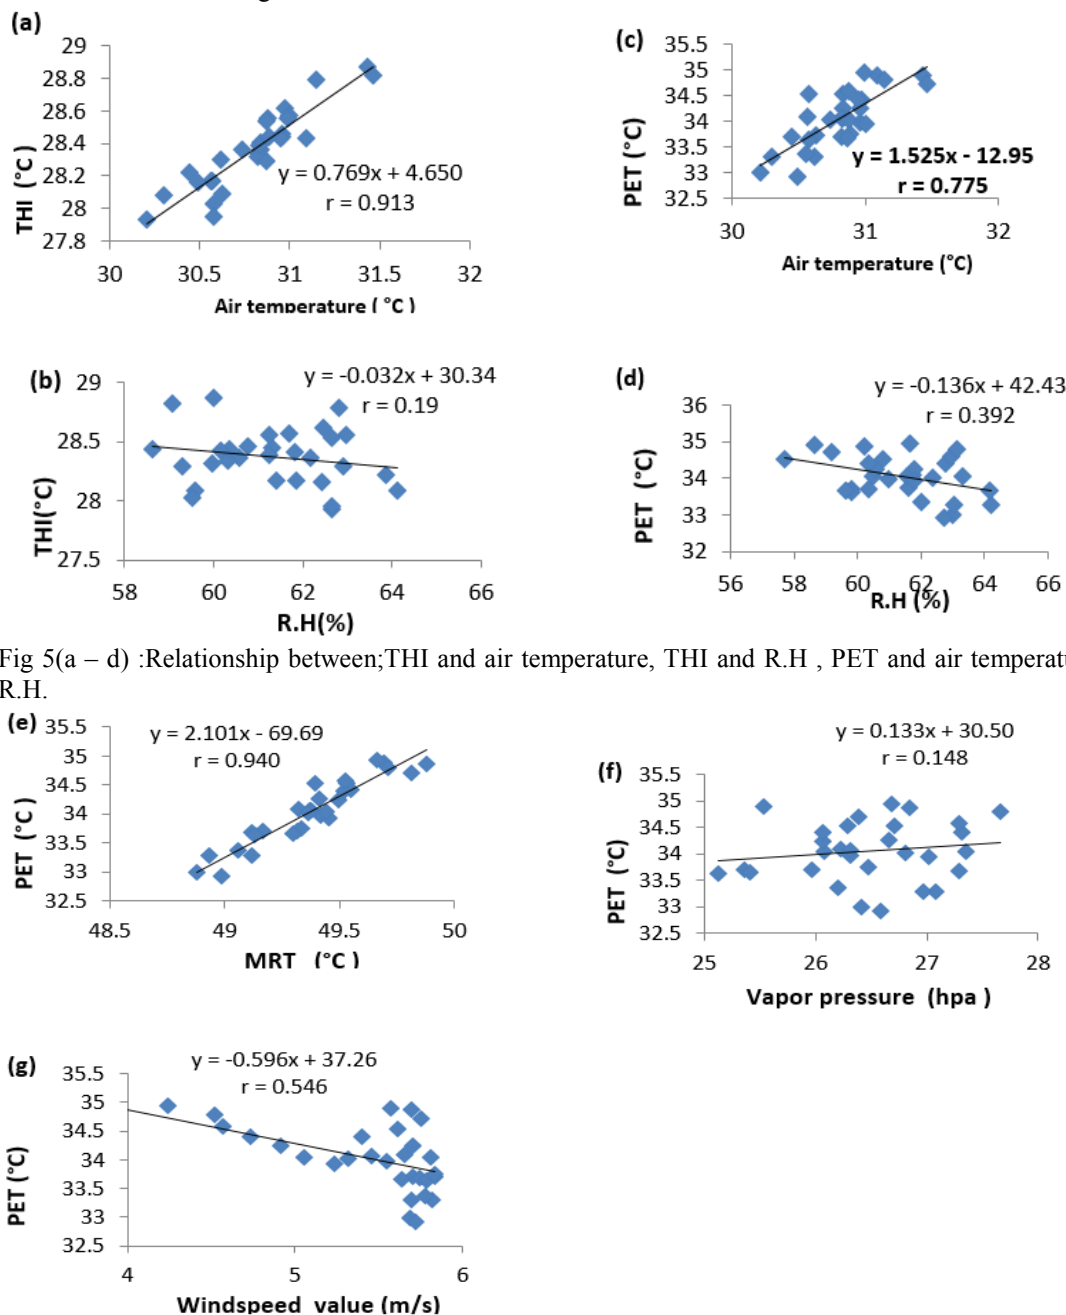 (a)
THI (°C )
29
28.8
28.6
28.4
28.2
28
27.8
y = 0.769x + 4.650
r = 0.913
30 30.5 31 31.5 32
Air temperature ( °C )
(c)
PET (°C)
35.5
35
34.5
34
33.5
33
32.5
y = 1.525x - 12.95
r = 0.775
30 31 32
Air temperature (°C)
(b)
THI(°C)
29
28.5
28
27.5
y = -0.032x + 30.34
r = 0.19
58 60 62 64 66
R.H(%)
(d)
PET (°C)
36
35
34
33
32
y = -0.136x + 42.43
r = 0.392
56 58 60 62 64 66
R.H (%)
Fig 5(a – d) :Relationship between;THI and air temperature, THI and R.H , PET and air
R.H.
(e)
PET (°C)
35.5
35
34.5
34
33.5
33
32.5
y = 2.101x - 69.69
r = 0.940
48.5 49 49.5 50
MRT (°C )
(f)
PET (°C)
35.5
35
34.5
34
33.5
33
32.5
y = 0.133x + 30.50
r = 0.148
25 26 27 28
Vapor pressure (hpa )
(g)
PET (°C)
35.5
35
34.5
34
33.5
33
32.5
y = -0.596x + 37.26
r = 0.546
4 5 6
Windspeed value (m/s)